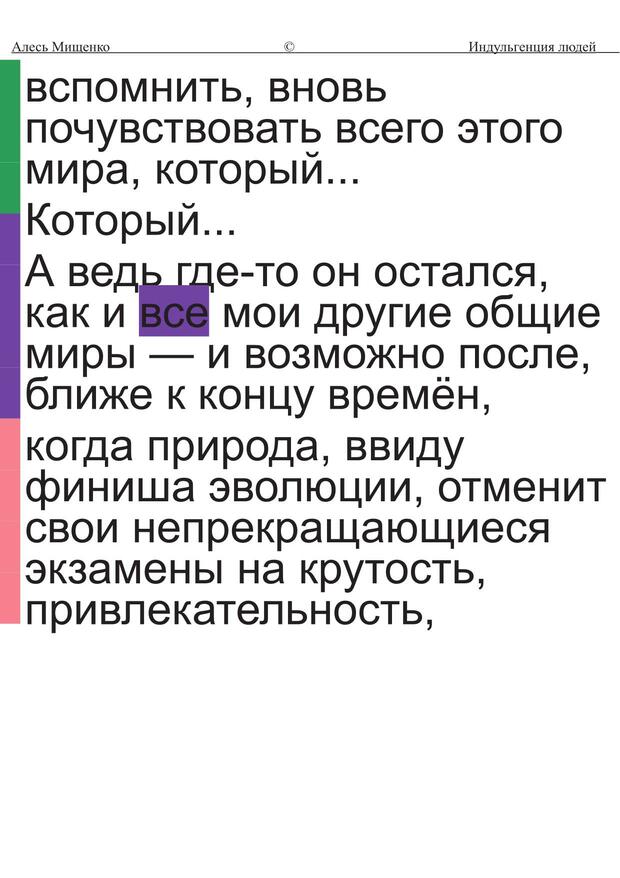 Алесь Мищенко © Индульгенция людей
вспомнить, вновь
почувствовать всего этого
мира, который...
Который...
А ведь где-то он остался,
как и все мои другие общие
миры — и возможно после,
ближе к концу времён,
когда природа, ввиду
финиша эволюции, отменит
свои непрекращающиеся
экзамены на крутость,
привлекательность,